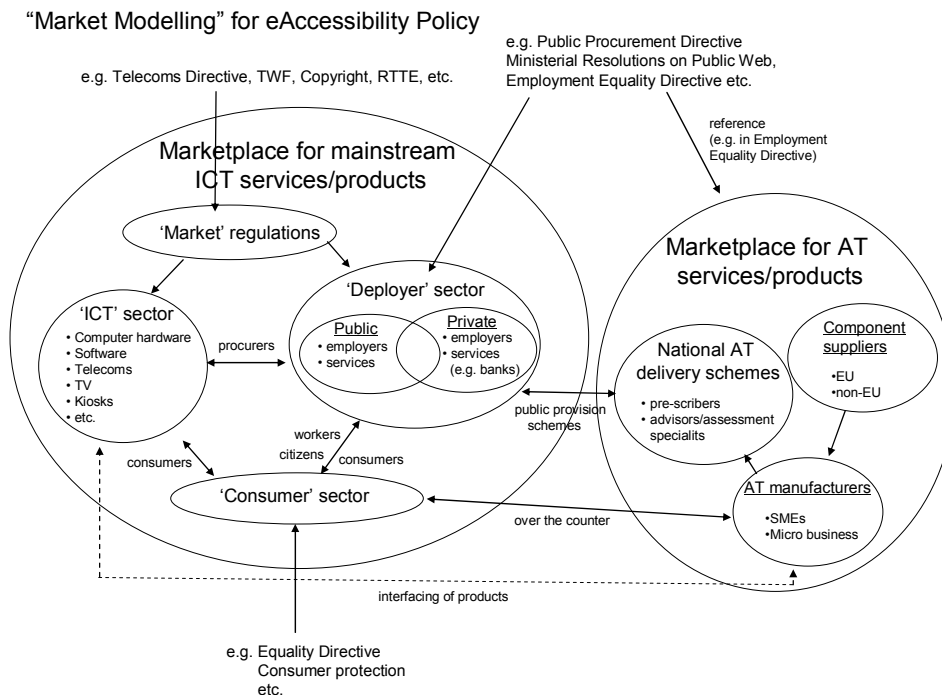 “Market Modelling” for eAccessibility Policy
e.g. Public Procurement Directive
Ministerial Resolutions on Public Web,
Employment Equality Directive etc.
e.g. Telecoms Directive, TWF, Copyright, RTTE, etc.
reference
(e.g. in Employment
Equality Directive)
Marketplace for mainstream
ICT services/products
‘Market’ regulations
‘Deployer’ sector
Public
• employers
• services
Private
• employers
• services
(e.g. banks)
‘ICT’ sector
• Computer hardware
• Software
• Telecoms
• TV
• Kiosks
• etc.
procurers
workers
citizens
consumers
consumers
‘Consumer’ sector
Marketplace for AT
services/products
National AT
delivery schemes
• pre-scribers
• advisors/assessment
specialits
Component
suppliers
•EU
•non-EU
public provision
schemes
AT manufacturers
•SMEs
•Micro business
over the counter
interfacing of products
e.g. Equality Directive
Consumer protection
etc.